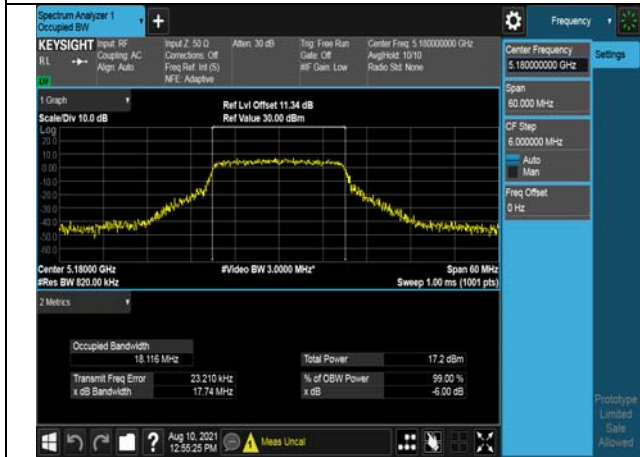 Spectrum Analyzer 1
Occupied BW
Frequency
KEYSIGHT
Input: RF
Coupling: AC
Align: Auto
Input Z: 50 Ω
Corrections: Off
Freq Ref: Int (S)
NFE: Adaptive
Atten: 30 dB
Trig: Free Run
Gate: Off
#IF Gain: Low
Center Freq: 5.180000000 GHz
Avg|Hold: 10/10
Radio Std: None
RL
Center Frequency
5.180000000 GHz
Settings
Span
60.000 MHz
CF Step
6.000000 MHz
Auto
Man
Freq Offset
0 Hz
1 Graph
Scale/Div 10.0 dB
Ref Lvl Offset 11.34 dB
Ref Value 30.00 dBm
Log
20.0
10.0
0.00
-10.0
-20.0
-30.0
-40.0
-50.0
-60.0
Center 5.18000 GHz
#Video BW 3.0000 MHz*
Span 60 MHz
#Res BW 820.00 kHz
Sweep 1.00 ms (1001 pts)
2 Metrics
Occupied Bandwidth
18.116 MHz
Total Power
17.2 dBm
Transmit Freq Error
23.210 kHz
% of OBW Power
99.00 %
x dB Bandwidth
17.74 MHz
x dB
-6.00 dB
Prototype
Limited
Sale
Allowed
?
Aug 10, 2021
12:55:25 PM
1
Meas Uncal